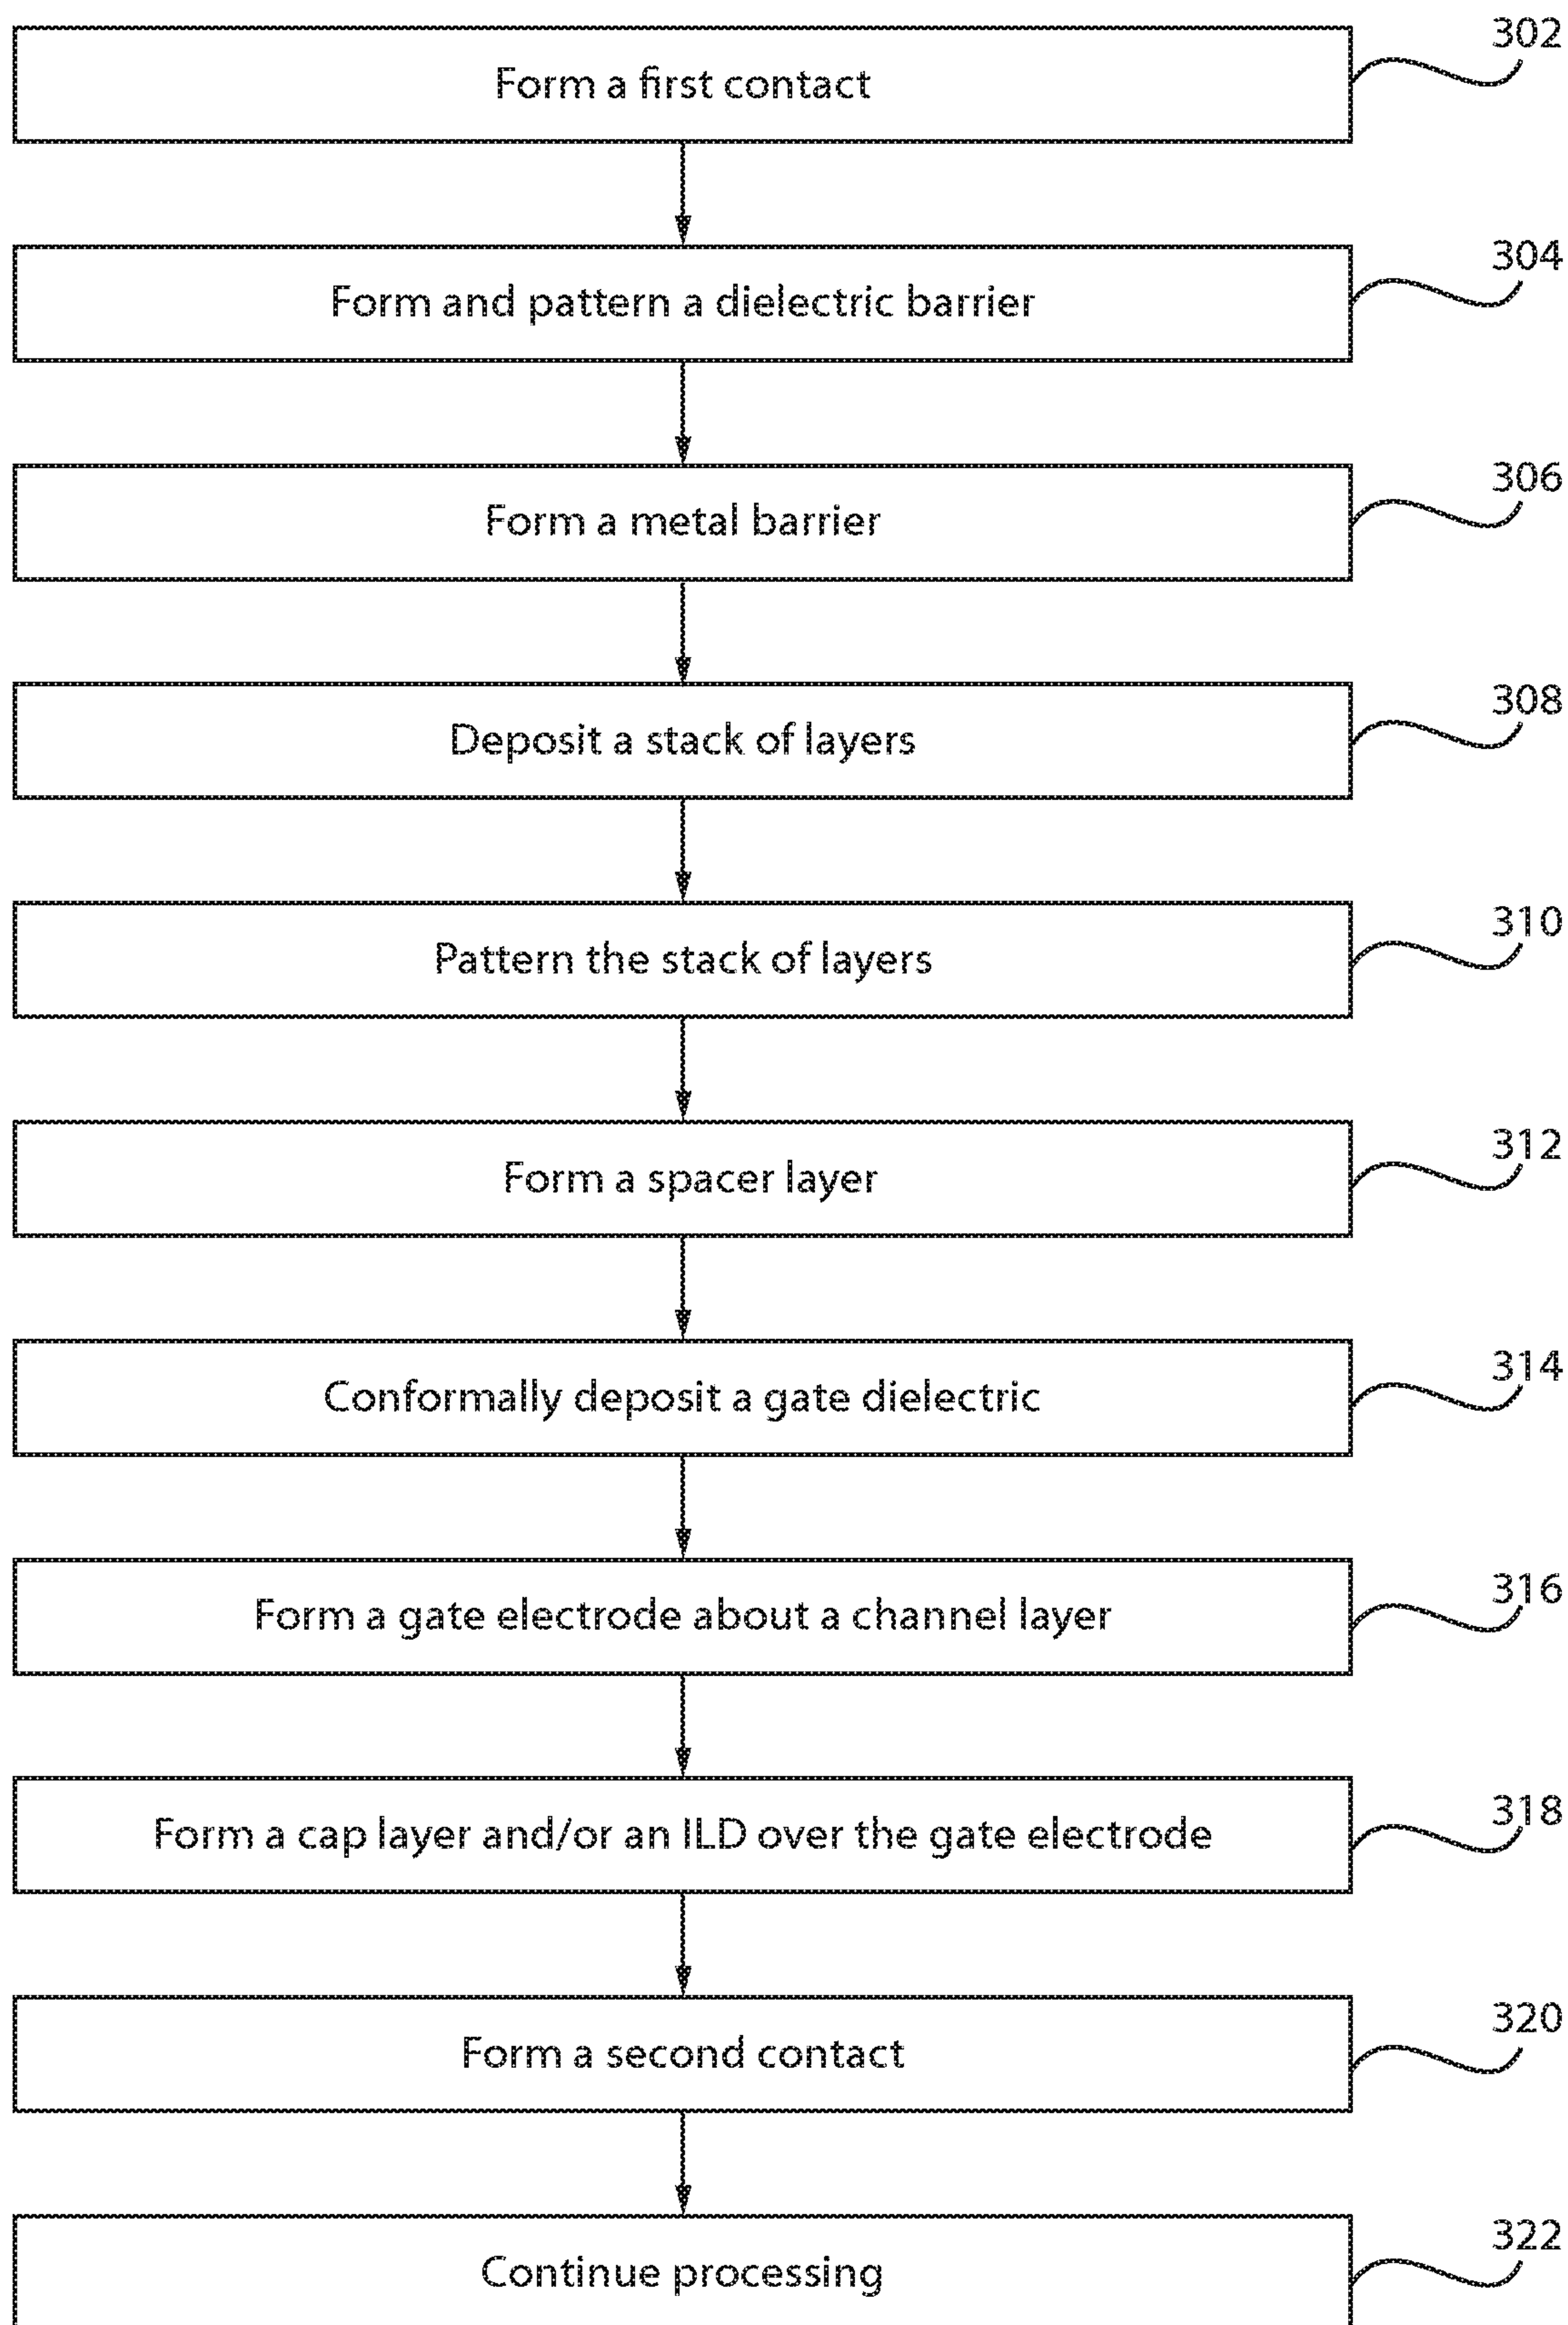 302
Form a first contact
304
Form and pattern a dielectric barrier
306
Form a metal barrier
308
Deposit a stack of layers
310
Pattern the stack of layers
312
Form a spacer layer
314
Conformally deposit a gate dielectric
316
Form a gate electrode about a channel layer
318
Form a cap layer and/or an ILD over the gate electrode
320
Form a second contact
322
Continue processing